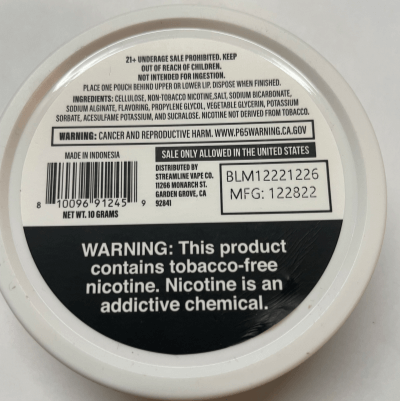 21+ UNDERAGE SALE PROHIBITED. KEEP
OUT OF REACH OF CHILDREN.
NOT INTENDED FOR INGESTION.
PLACE ONE POUCH BEHIND UPPER OR LOWER LIP, DISPOSE WHEN FINISHED.
INGREDIENTS: CELLULOSE, NON-TOBACCO NICOTINE, SALT, SODIUM BICARBONATE,
SODIUM ALGINATE, FLAVORING, PROPYLENE GLYCOL, VEGETABLE GLYCERIN, POTASSIUM
SORBATE, ACESULFAME POTASSIUM, AND SUCRALOSE. NICOTINE NOT DERIVED FROM TOBACCO.
WARNING: CANCER AND REPRODUCTIVE HARM. WWW.P65WARNING.CA.GOV
MADE IN INDONESIA
8 10096 91245 9
NET WT. 10 GRAMS
SALE ONLY ALLOWED IN THE UNITED STATES
DISTRIBUTED BY
STREAMLINE VAPE CO.
11266 MONARCH ST.
GARDEN GROVE, CA
92841
BLM12221226
MFG: 122822
WARNING: This product
contains tobacco-free
nicotine. Nicotine is an
addictive chemical.